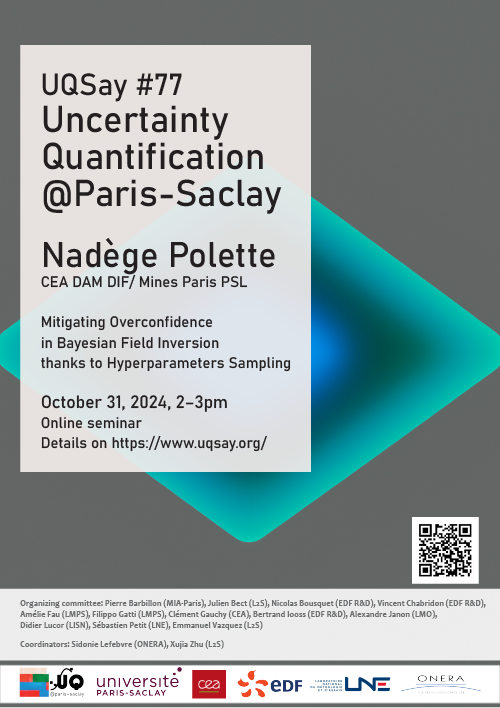 UQSay #77
Uncertainty
Quantification
@Paris-Saclay
Nadège Polette
CEA DAM DIF/ Mines Paris PSL
Mitigating Overconfidence
in Bayesian Field Inversion
thanks to Hyperparameters Sampling
October 31, 2024, 2–3pm
Online seminar
Details on https://www.uqsay.org/
Organizing committee: Pierre Barbillon (MIA-Paris), Julien Bect (L2S), Nicolas Bousquet (EDF R&D), Vincent Chabridon (EDF R&D),
Amélie Fau (LMPS), Filippo Gatti (LMPS), Clément Gauchy (CEA), Bertrand Iooss (EDF R&D), Alexandre Janon (LMO),
Didier Lucor (LISN), Sébastien Petit (LNE), Emmanuel Vazquez (L2S)
Coordinators: Sidonie Lefebvre (ONERA), Xujia Zhu (L2S)
UQ
@paris-saclay
université
PARIS-SACLAY
cea
edf
LNE
ONERA